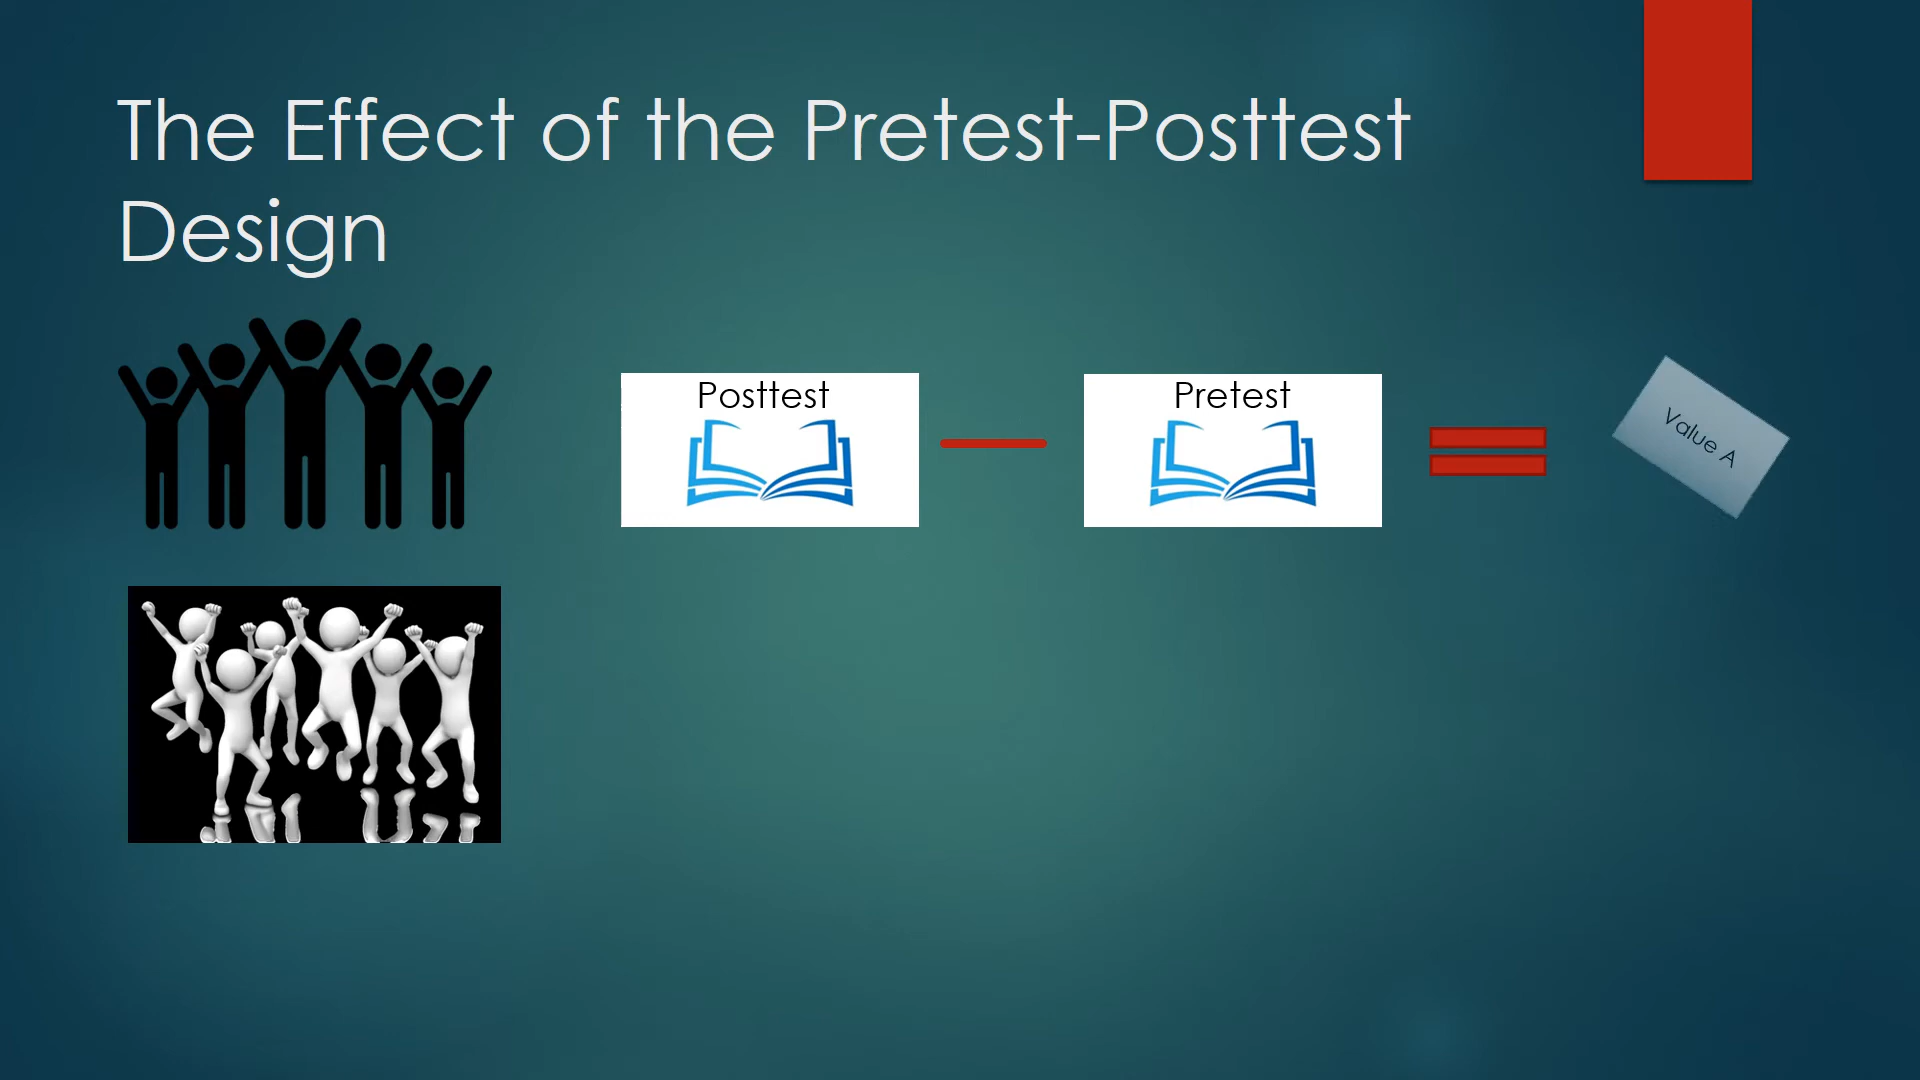 The Effect of the Pretest-Posttest
Design
Posttest
Pretest
Value A